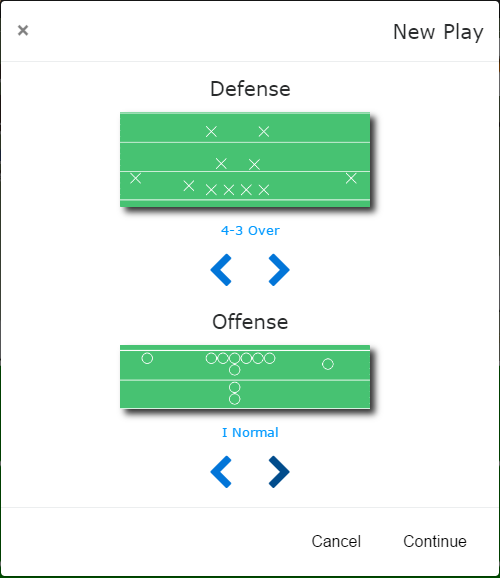 ×
New Play
Defense
4-3 Over
Offense
I Normal
Cancel
Continue